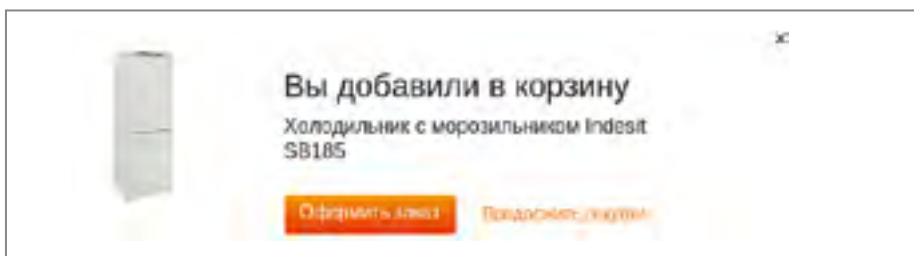 Вы добавили в корзину
Холодильник с морозильником Indesit
SB185
Оформить заказ
Продолжить покупки